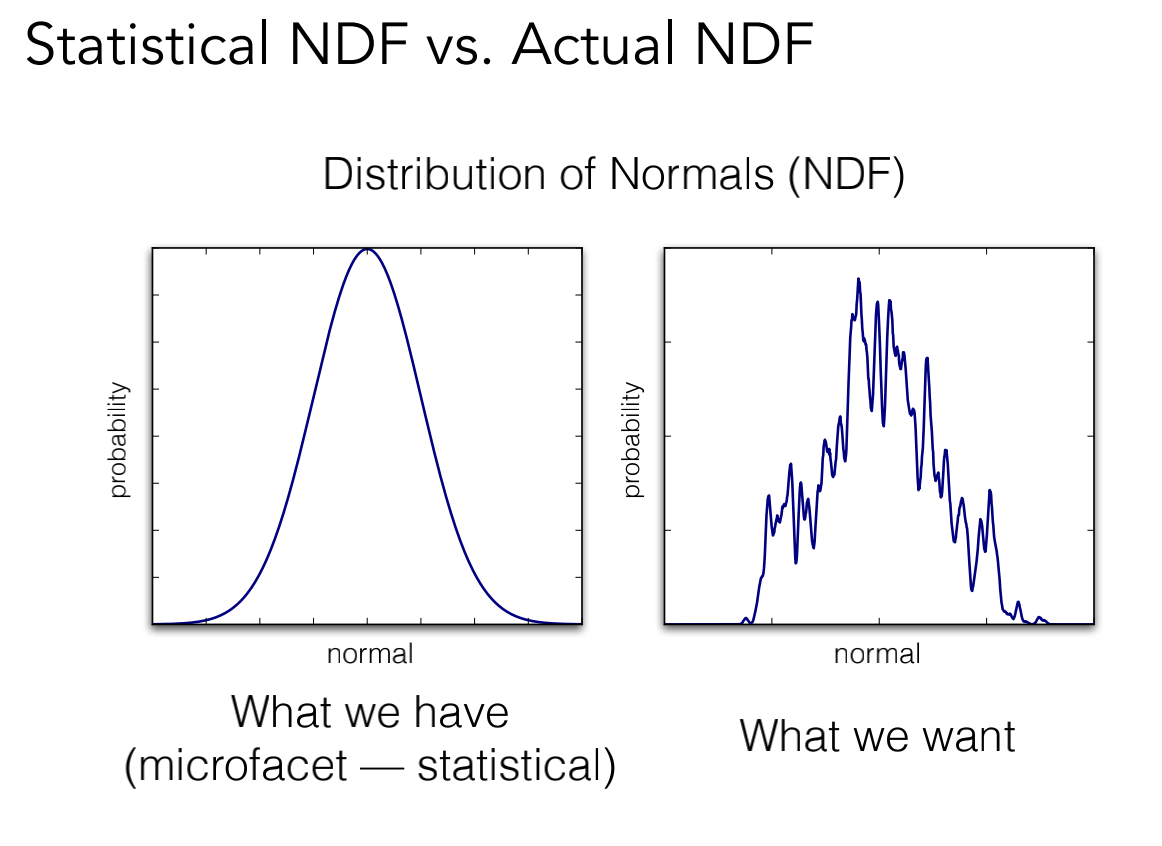 Statistical NDF vs. Actual NDF
Distribution of Normals (NDF)
probability
probability
normal
normal
What we have
(microfacet — statistical)
What we want